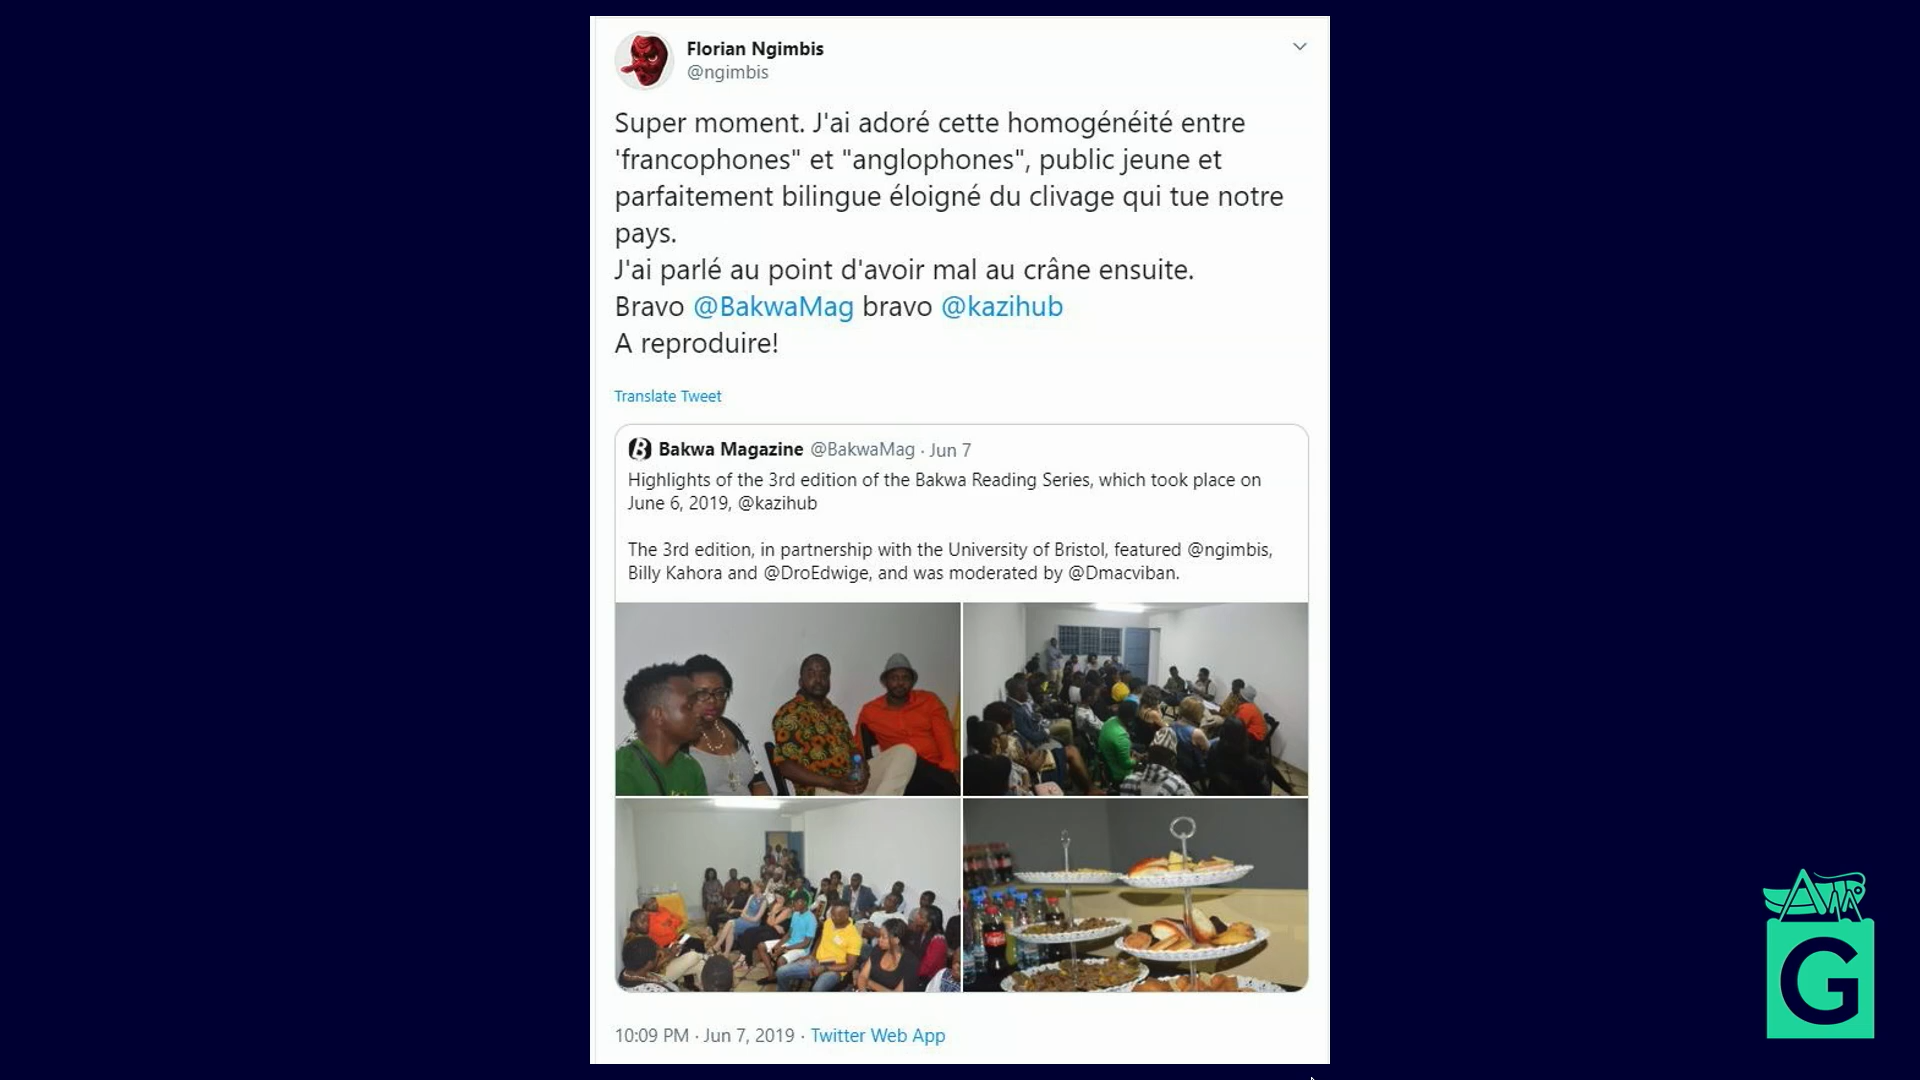 Florian Ngimbis
@ngimbis
Super moment. J'ai adoré cette homogénéité entre
'francophones" et "anglophones", public jeune et
parfaitement bilingue éloigné du clivage qui tue notre
pays.
J'ai parlé au point d'avoir mal au crâne ensuite.
Bravo @BakwaMag bravo @kazihub
A reproduire!
Translate Tweet
B Bakwa Magazine @BakwaMag · Jun 7
Highlights of the 3rd edition of the Bakwa Reading Series, which took place on
June 6, 2019, @kazihub
The 3rd edition, in partnership with the University of Bristol, featured @ngimbis,
Billy Kahora and @DroEdwige, and was moderated by @Dmacviban.
10:09 PM · Jun 7, 2019 · Twitter Web App
G